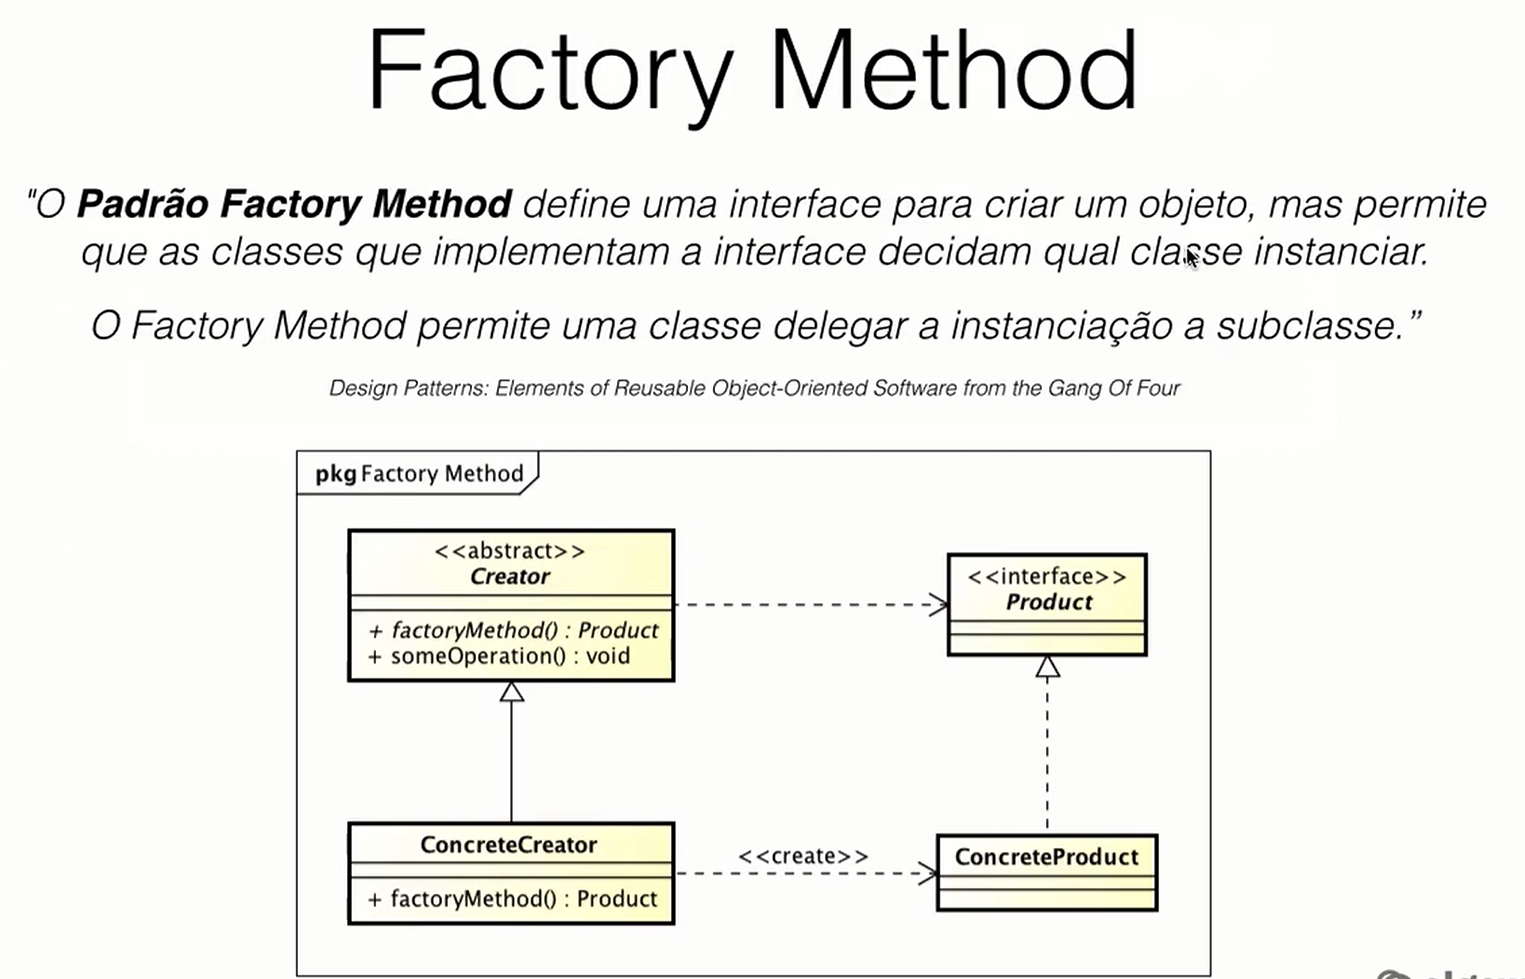 Factory Method
"O Padrão Factory Method define uma interface para criar um objeto, mas permite
que as classes que implementam a interface decidam qual classe instanciar.
O Factory Method permite uma classe delegar a instanciação a subclasse.”
Design Patterns: Elements of Reusable Object-Oriented Software from the Gang Of Four
pkg Factory Method
<<abstract>>
Creator
+ factoryMethod() : Product
+ someOperation() : void
<<interface>>
Product
ConcreteCreator
+ factoryMethod() : Product
<<create>>
ConcreteProduct